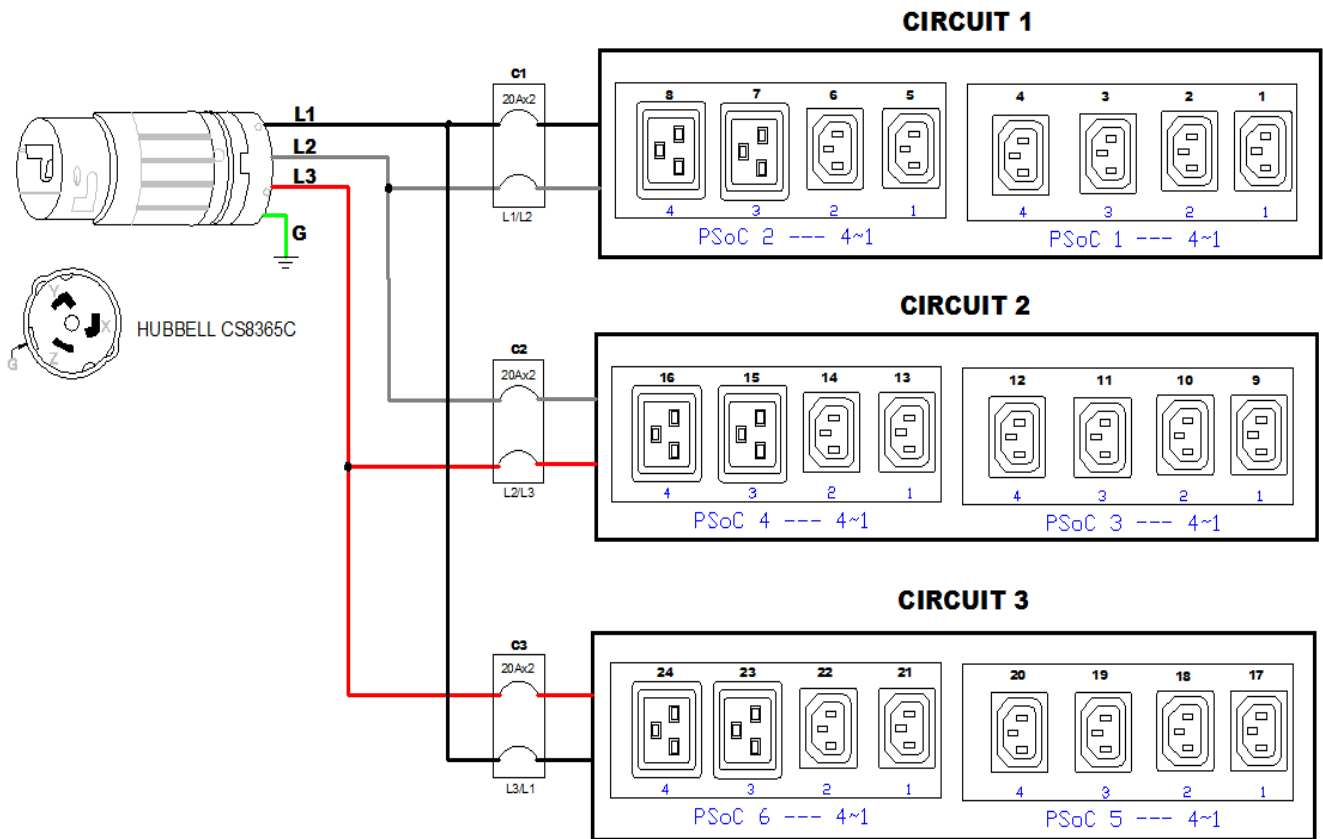 CIRCUIT 1
C1
20Ax2
L1/L2
8 7 6 5 4 3 2 1
4 3 2 1 4 3 2 1
PSoC 2 --- 4~1 PSoC 1 --- 4~1
L1
L2
L3
G
Y
X
Z
G
HUBBELL CS8365C
CIRCUIT 2
C2
20Ax2
L2/L3
16 15 14 13 12 11 10 9
4 3 2 1 4 3 2 1
PSoC 4 --- 4~1 PSoC 3 --- 4~1
CIRCUIT 3
C3
20Ax2
L3/L1
24 23 22 21 20 19 18 17
4 3 2 1 4 3 2 1
PSoC 6 --- 4~1 PSoC 5 --- 4~1